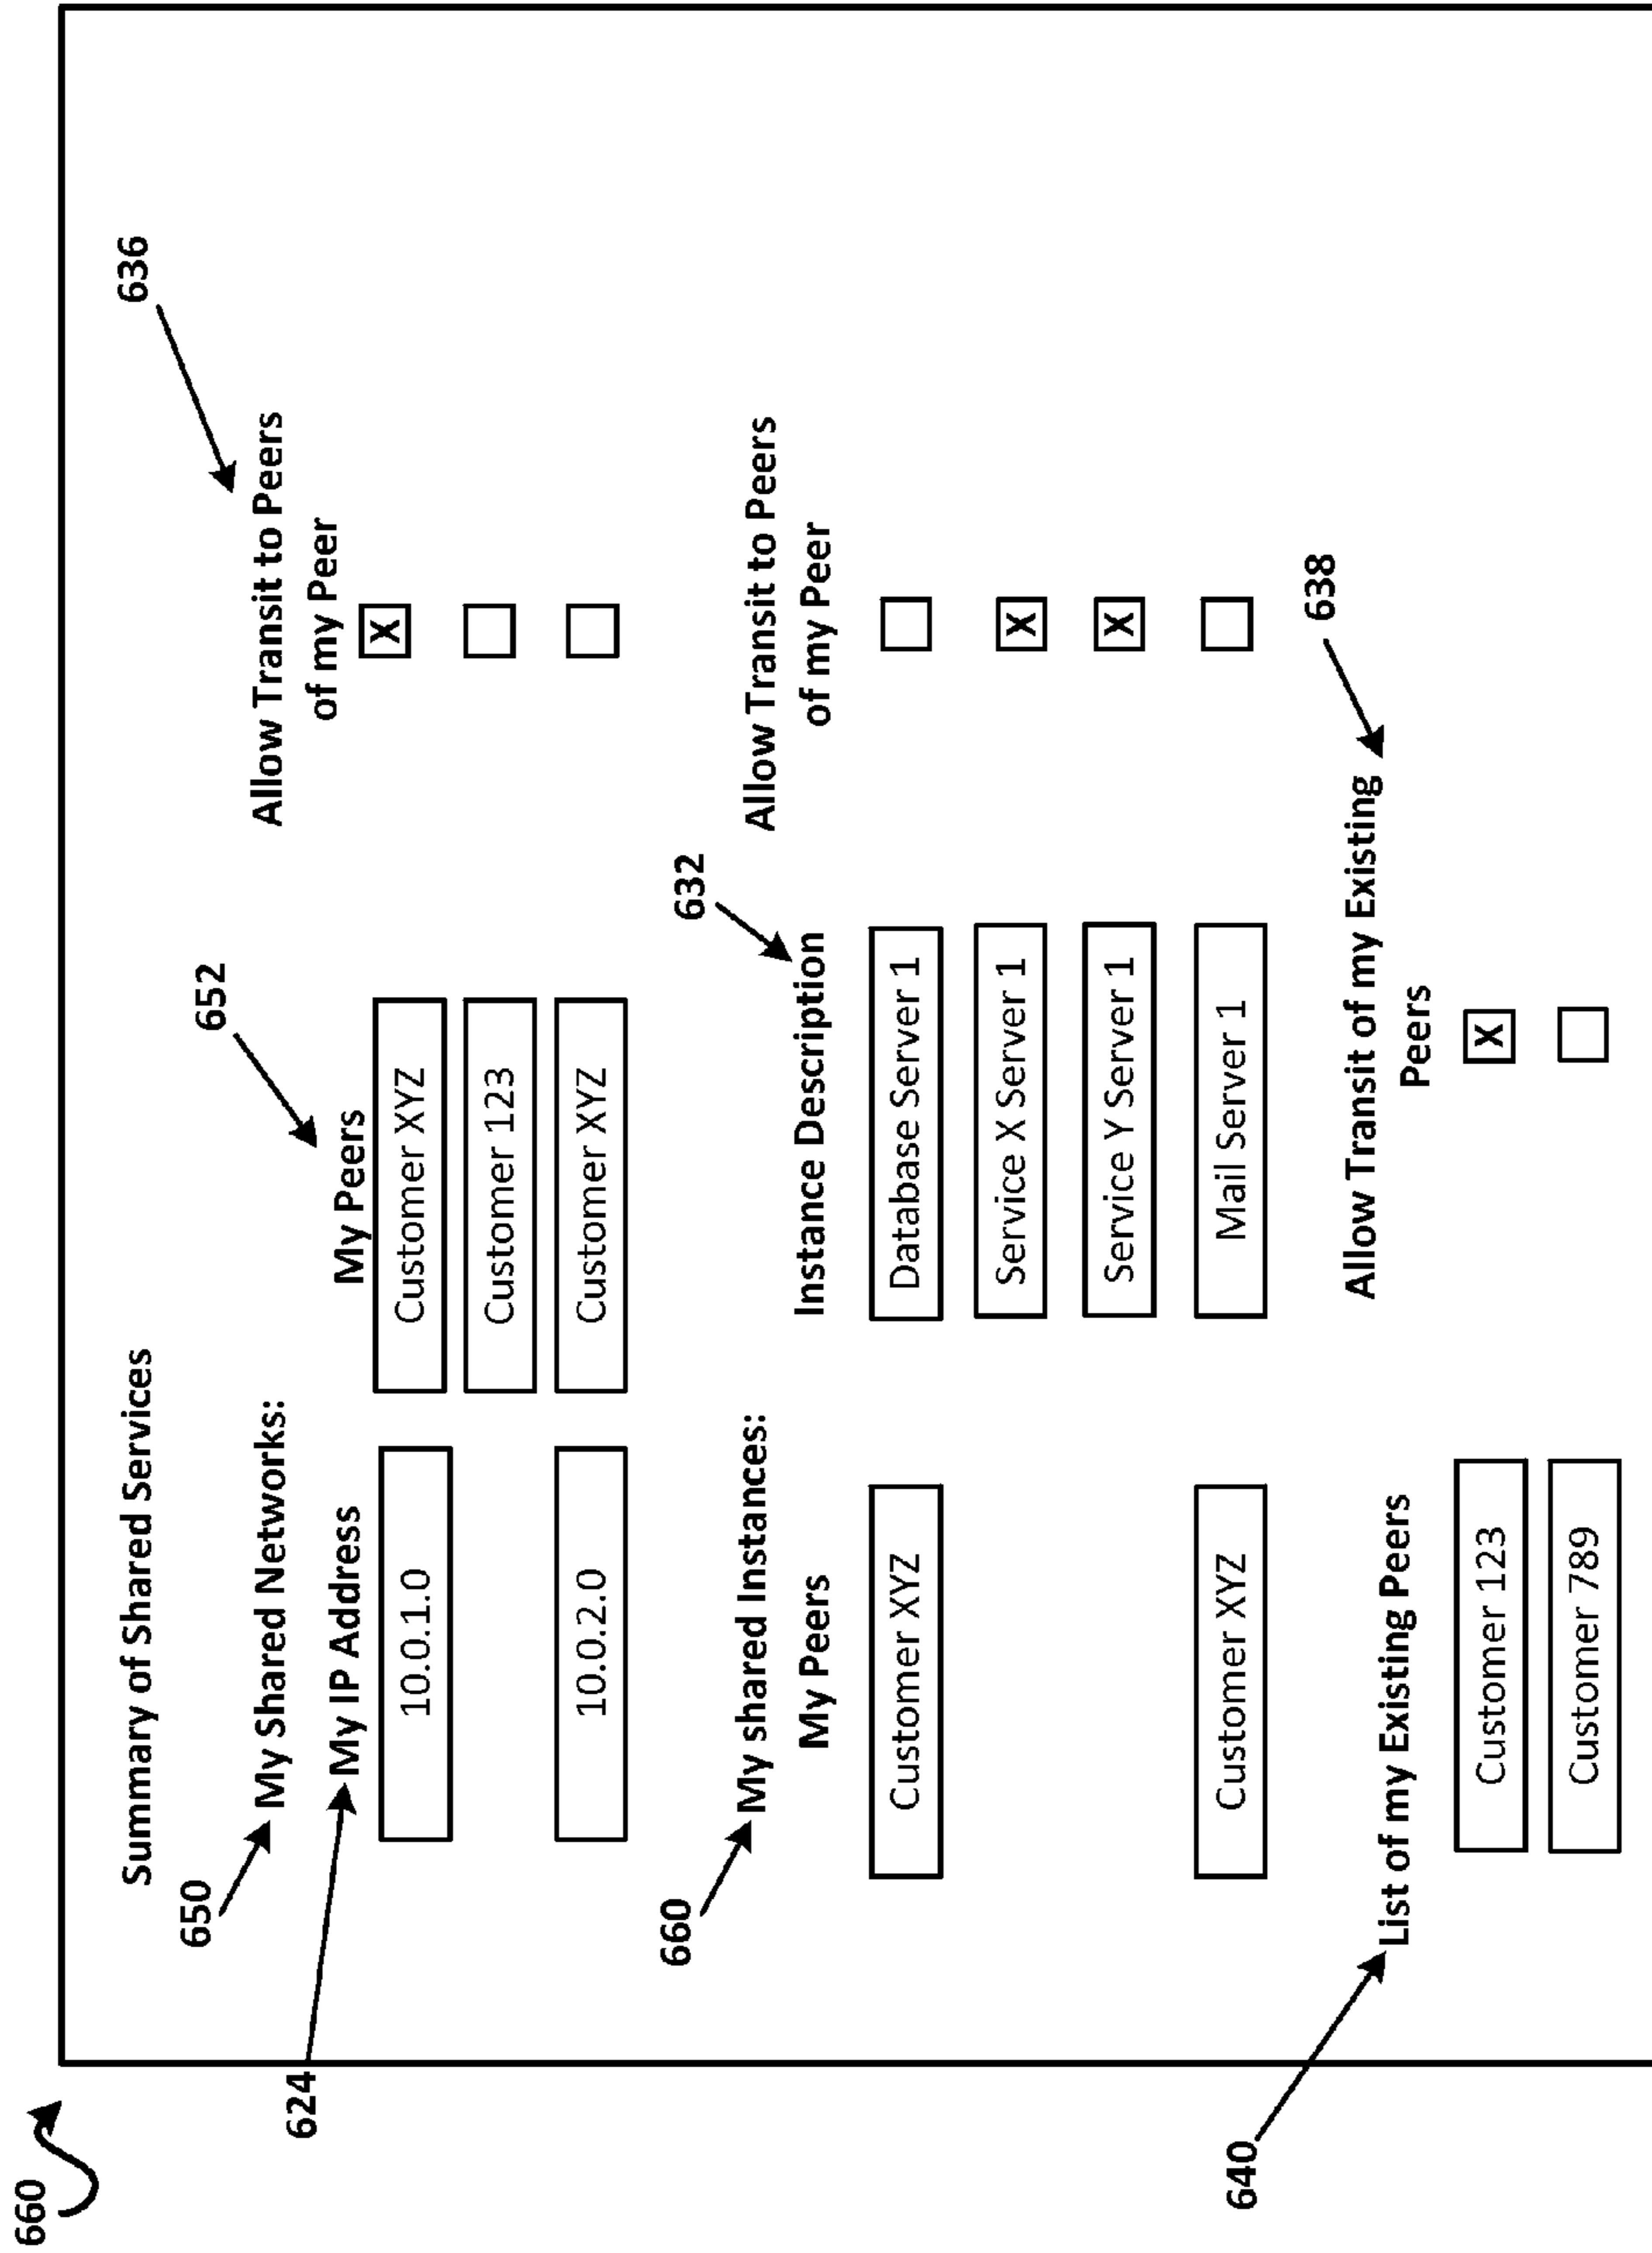 660
Summary of Shared Services
636
650
652
My Shared Networks:
Allow Transit to Peers
of my Peer
624
My IP Address
My Peers
10.0.1.0
Customer XYZ
X
Customer 123
10.0.2.0
Customer XYZ
660
632
My shared Instances:
Allow Transit to Peers
of my Peer
My Peers
Instance Description
Customer XYZ
Database Server 1
Service X Server 1
X
Service Y Server 1
X
Customer XYZ
Mail Server 1
640
638
List of my Existing Peers
Allow Transit of my Existing
Peers
Customer 123
X
Customer 789